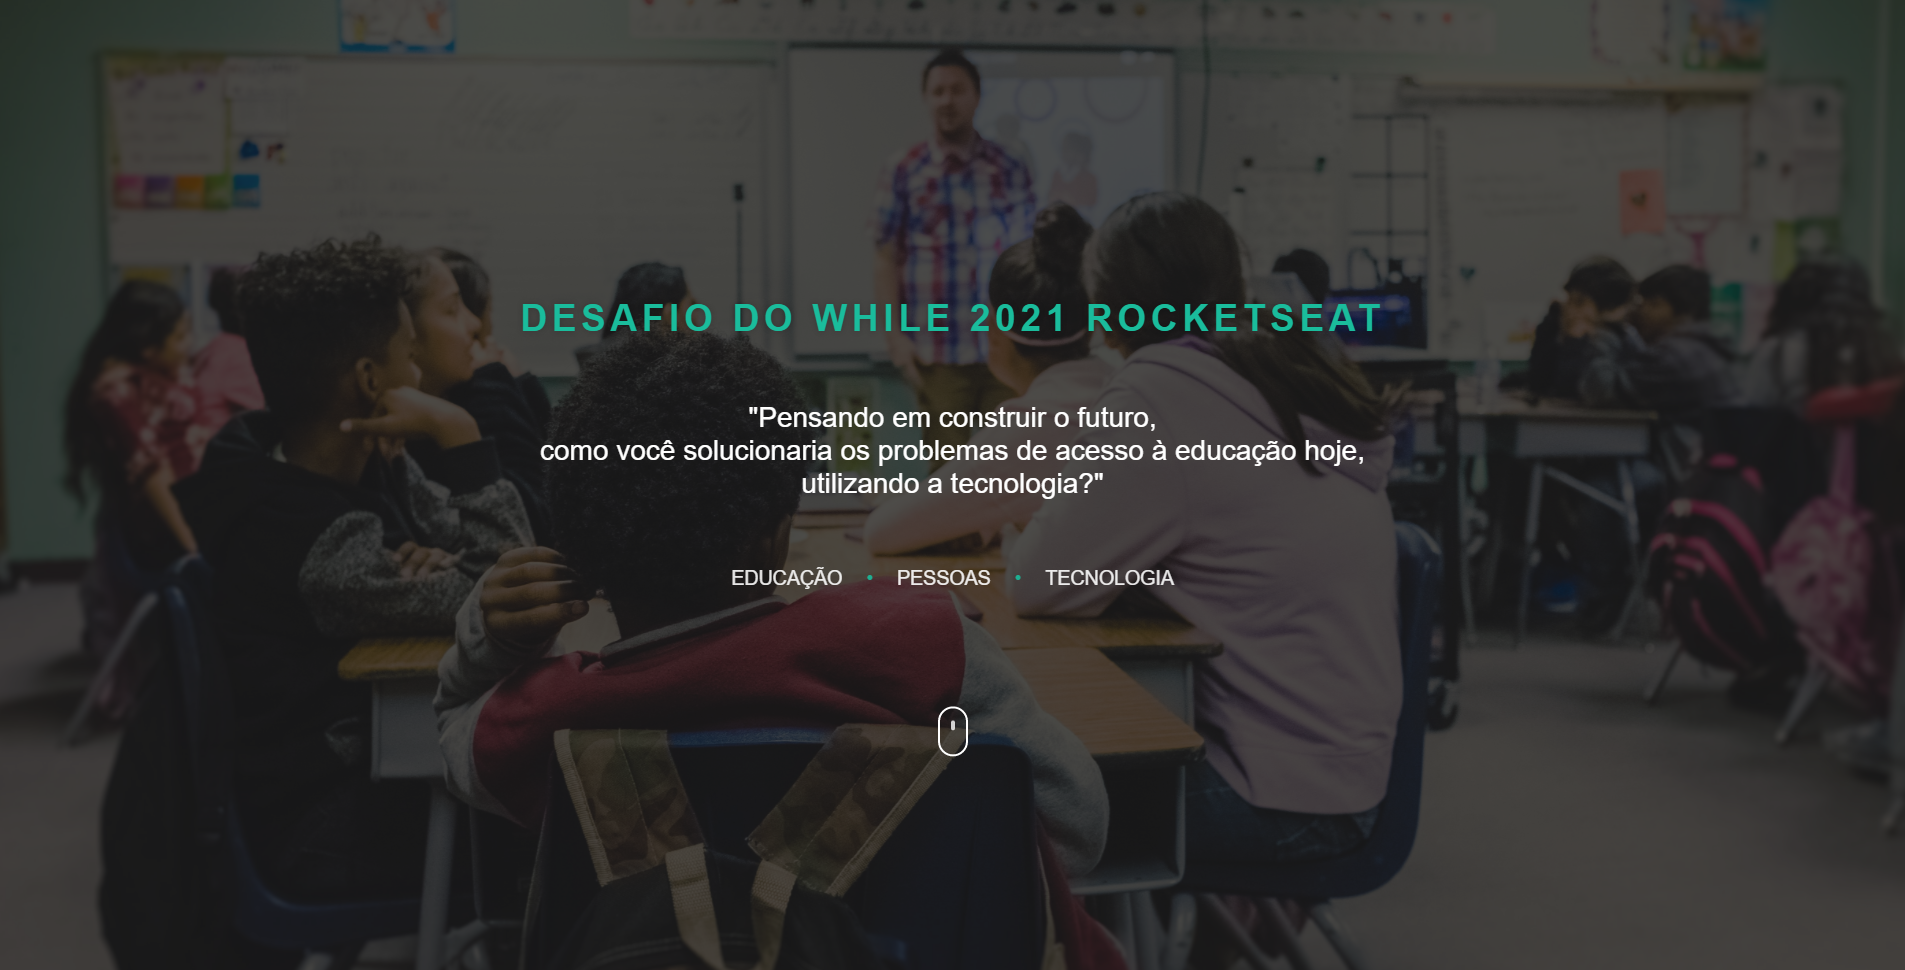 DESAFIO DO WHILE 2021 ROCKETSEAT
"Pensando em construir o futuro,
como você solucionaria os problemas de acesso à educação hoje,
utilizando a tecnologia?"
EDUCAÇÃO • PESSOAS • TECNOLOGIA